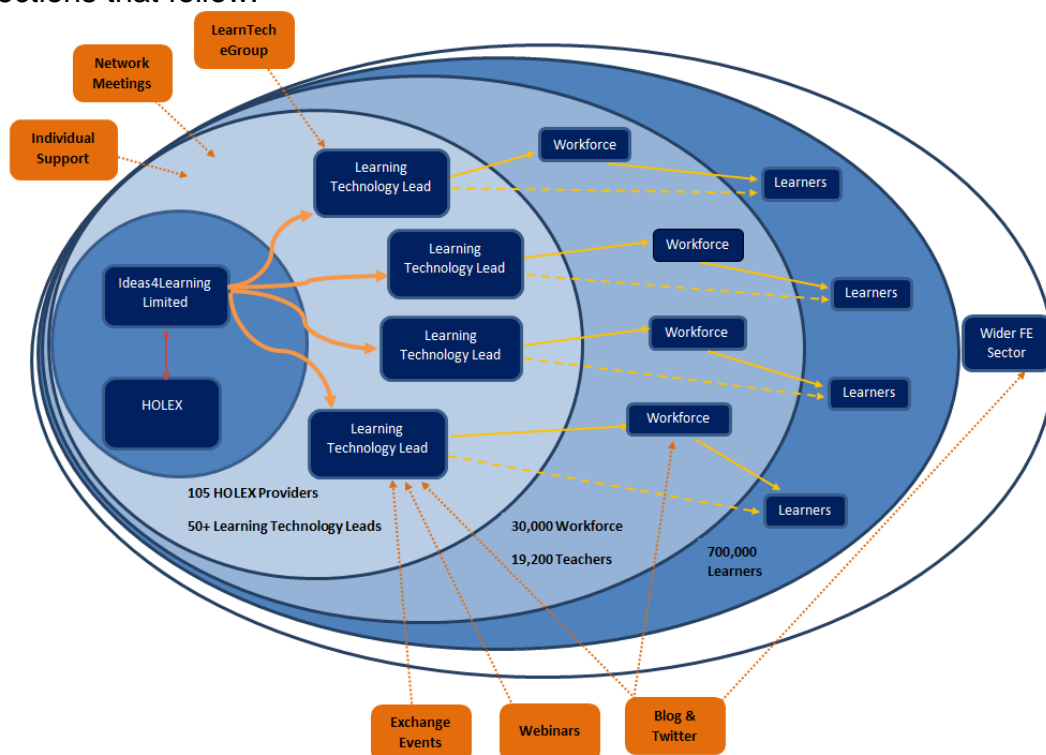 LearnTech
eGroup
Network
Meetings
Individual
Support
Learning
Technology Lead
Workforce
Learners
Ideas4Learning
Limited
Learning
Technology Lead
Workforce
Learners
HOLEX
Learning
Technology Lead
Workforce
Learners
Wider FE
Sector
Learning
Technology Lead
Workforce
Learners
105 HOLEX Providers
50+ Learning Technology Leads
30,000 Workforce
19,200 Teachers
700,000
Learners
Exchange
Events
Webinars
Blog &
Twitter